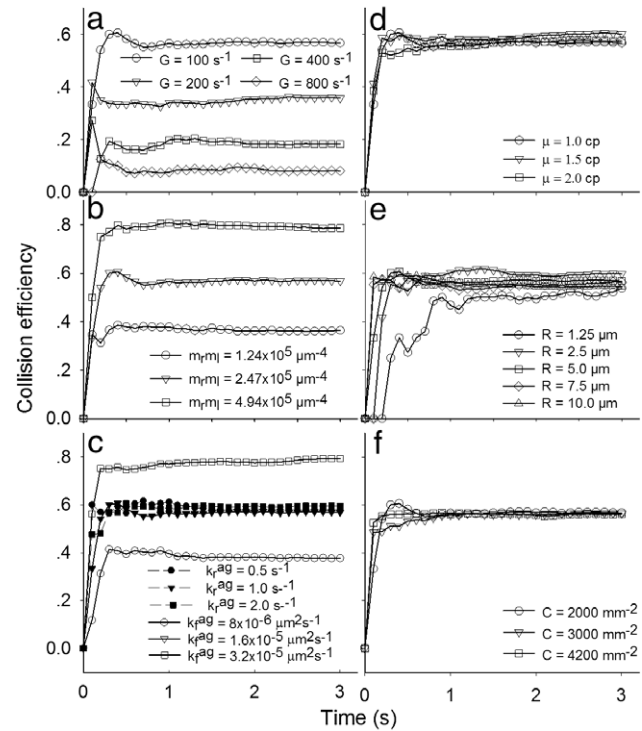 a
.6
.4
.2
0.0
G = 100 s⁻¹
G = 400 s⁻¹
G = 200 s⁻¹
G = 800 s⁻¹
d
μ = 1.0 cp
μ = 1.5 cp
μ = 2.0 cp
Collision efficiency
b
.8
.6
.4
.2
0.0
mᵣmₗ = 1.24x10⁵ μm⁻⁴
mᵣmₗ = 2.47x10⁵ μm⁻⁴
mᵣmₗ = 4.94x10⁵ μm⁻⁴
e
R = 1.25 μm
R = 2.5 μm
R = 5.0 μm
R = 7.5 μm
R = 10.0 μm
c
.8
.6
.4
.2
0.0
kᵣᵃᵍ = 0.5 s⁻¹
kᵣᵃᵍ = 1.0 s⁻¹
kᵣᵃᵍ = 2.0 s⁻¹
k_fᵃᵍ = 8x10⁻⁶ μm²s⁻¹
k_fᵃᵍ = 1.6x10⁻⁵ μm²s⁻¹
k_fᵃᵍ = 3.2x10⁻⁵ μm²s⁻¹
f
C = 2000 mm⁻²
C = 3000 mm⁻²
C = 4200 mm⁻²
0 1 2 3
0 1 2 3
Time (s)